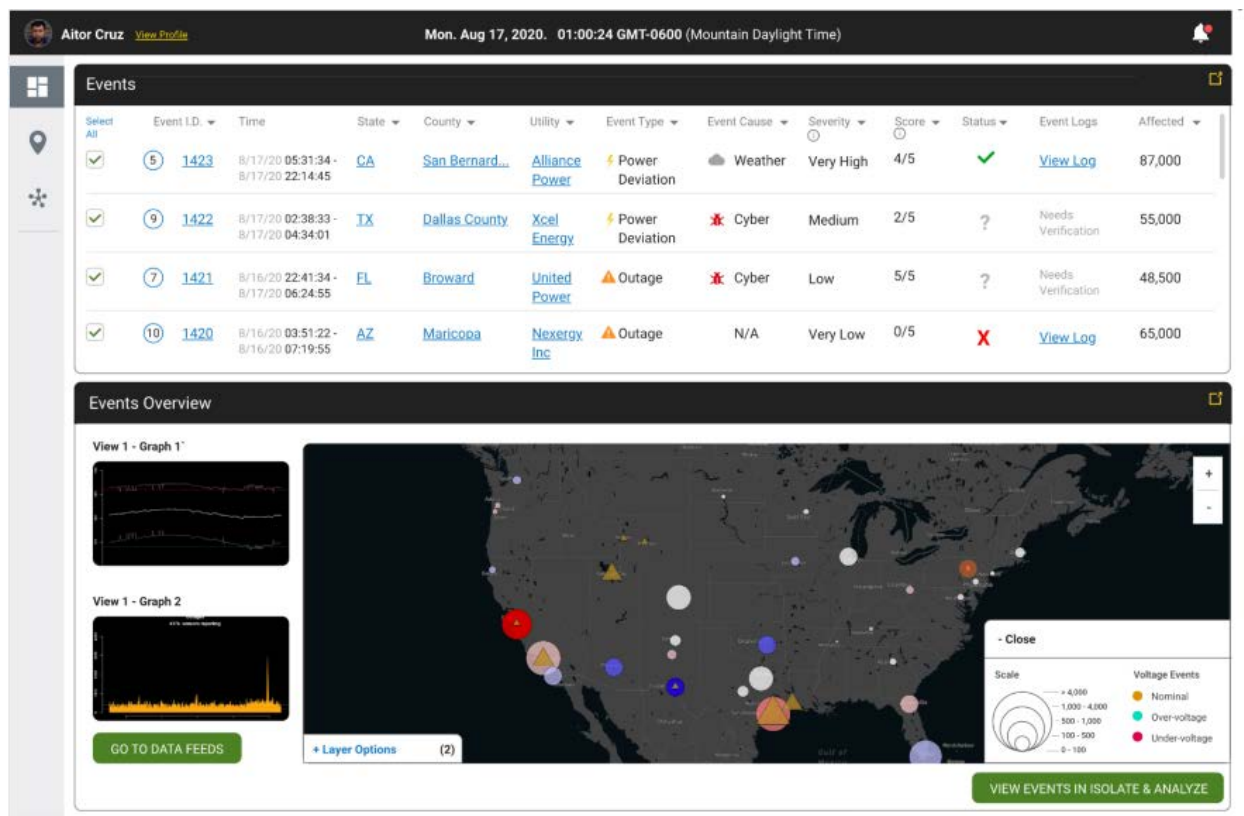 Aitor Cruz View Profile Mon. Aug 17, 2020. 01:00:24 GMT-0600 (Mountain Daylight Time)
Events
Select All Event I.D. Time State County Utility Event Type Event Cause Severity Score Status Event Logs Affected
5 1423 8/17/20 05:31:34 - CA San Bernard... Alliance Power Weather Very High 4/5 View Log 87,000
8/17/20 22:14:45 Power Deviation
9 1422 8/17/20 02:38:33 - TX Dallas County Xcel Power Cyber Medium 2/5 ? Needs 55,000
8/17/20 04:34:01 Energy Deviation Verification
7 1421 8/16/20 22:41:34 - FL Broward United Outage Cyber Low 5/5 ? Needs 48,500
8/17/20 06:24:55 Power Verification
10 1420 8/16/20 03:51:22 - AZ Maricopa Nexergy Outage N/A Very Low 0/5 X View Log 65,000
8/16/20 07:19:55 Inc
Events Overview
View 1 - Graph 1`
View 1 - Graph 2
41% sensors reporting
GO TO DATA FEEDS
+ Layer Options (2)
Gulf of
+
-
- Close
Scale Voltage Events
> 4,000
1,000 - 4,000
500 - 1,000
100 - 500
0 - 100
Nominal
Over-voltage
Under-voltage
VIEW EVENTS IN ISOLATE & ANALYZE